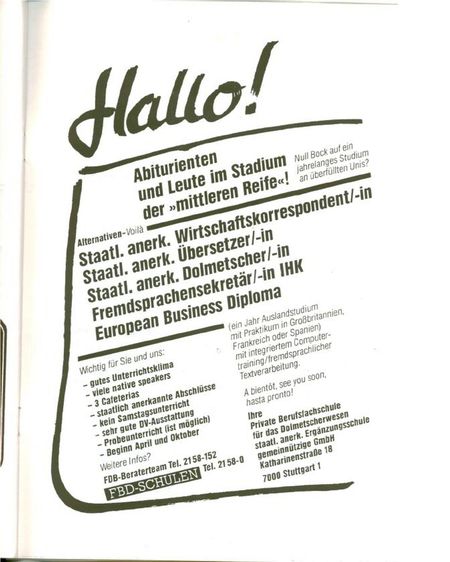 Hallo!
Abiturienten
und Leute im Stadium
der »mittleren Reife«!
Null Bock auf ein
jahrelanges Studium
an überfüllten Unis?
Alternativen-Voilà
Staatl. anerk. Wirtschaftskorrespondent/-in
Staatl. anerk. Übersetzer/-in
Staatl. anerk. Dolmetscher/-in
Fremdsprachensekretär/-in IHK
European Business Diploma
(ein Jahr Auslandstudium
mit Praktikum in Großbritannien,
Frankreich oder Spanien)
mit integriertem Computer-
training/fremdsprachlicher
Textverarbeitung.
Wichtig für Sie und uns:
– gutes Unterrichtsklima
– viele native speakers
– 3 Cafeterias
– staatlich anerkannte Abschlüsse
– kein Samstagsunterricht
– sehr gute DV-Ausstattung
– Probeunterricht (ist möglich)
– Beginn April und Oktober
Weitere Infos?
FDB-Beraterteam Tel. 21 58-152
FBD-SCHULEN Tel. 21 58-0
A bientôt, see you soon,
hasta pronto!
Ihre
Private Berufsfachschule
für das Dolmetscherwesen
staatl. anerk. Ergänzungsschule
gemeinnützige GmbH
Katharinenstraße 18
7000 Stuttgart 1